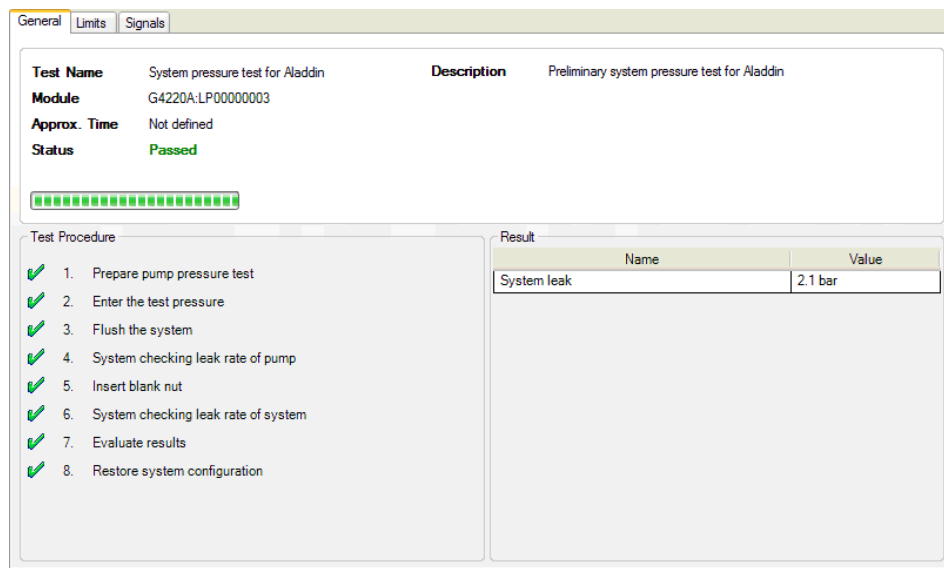 General Limits Signals
Test Name System pressure test for Aladdin Description Preliminary system pressure test for Aladdin
Module G4220A:LP00000003
Approx. Time Not defined
Status Passed
Test Procedure
1. Prepare pump pressure test
2. Enter the test pressure
3. Flush the system
4. System checking leak rate of pump
5. Insert blank nut
6. System checking leak rate of system
7. Evaluate results
8. Restore system configuration
Result
Name Value
System leak 2.1 bar